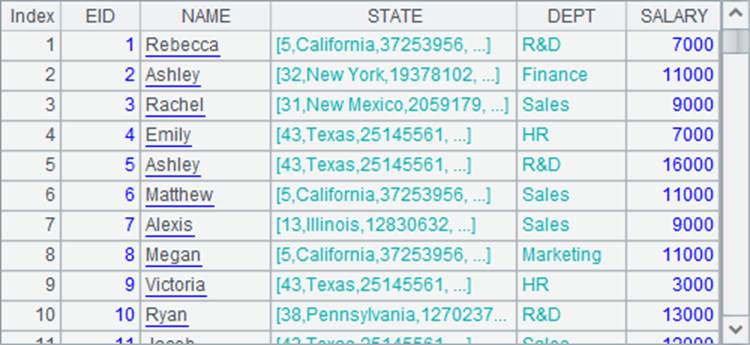 Index EID NAME STATE DEPT SALARY
1 1 Rebecca [5,California,37253956, ...] R&D 7000
2 2 Ashley [32,New York,19378102, ...] Finance 11000
3 3 Rachel [31,New Mexico,2059179, ...] Sales 9000
4 4 Emily [43,Texas,25145561, ...] HR 7000
5 5 Ashley [43,Texas,25145561, ...] R&D 16000
6 6 Matthew [5,California,37253956, ...] Sales 11000
7 7 Alexis [13,Illinois,12830632, ...] Sales 9000
8 8 Megan [5,California,37253956, ...] Marketing 11000
9 9 Victoria [43,Texas,25145561, ...] HR 3000
10 10 Ryan [38,Pennsylvania,1270237... R&D 13000
11 11 Jacob Sales 12000